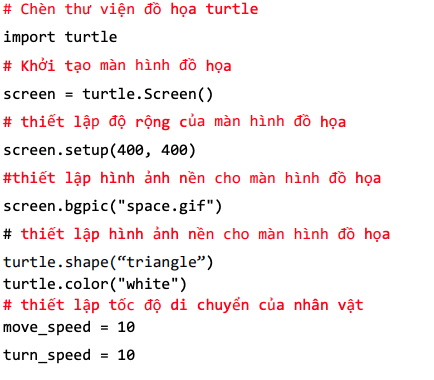 # Chèn thư viện đồ họa turtle
import turtle
# Khởi tạo màn hình đồ họa
screen = turtle.Screen()
# thiết lập độ rộng của màn hình đồ họa
screen.setup(400, 400)
#thiết lập hình ảnh nền cho màn hình đồ họa
screen.bgpic("space.gif")
# thiết lập hình ảnh nền cho màn hình đồ họa
turtle.shape(“triangle”)
turtle.color("white")
# thiết lập tốc độ di chuyển của nhân vật
move_speed = 10
turn_speed = 10